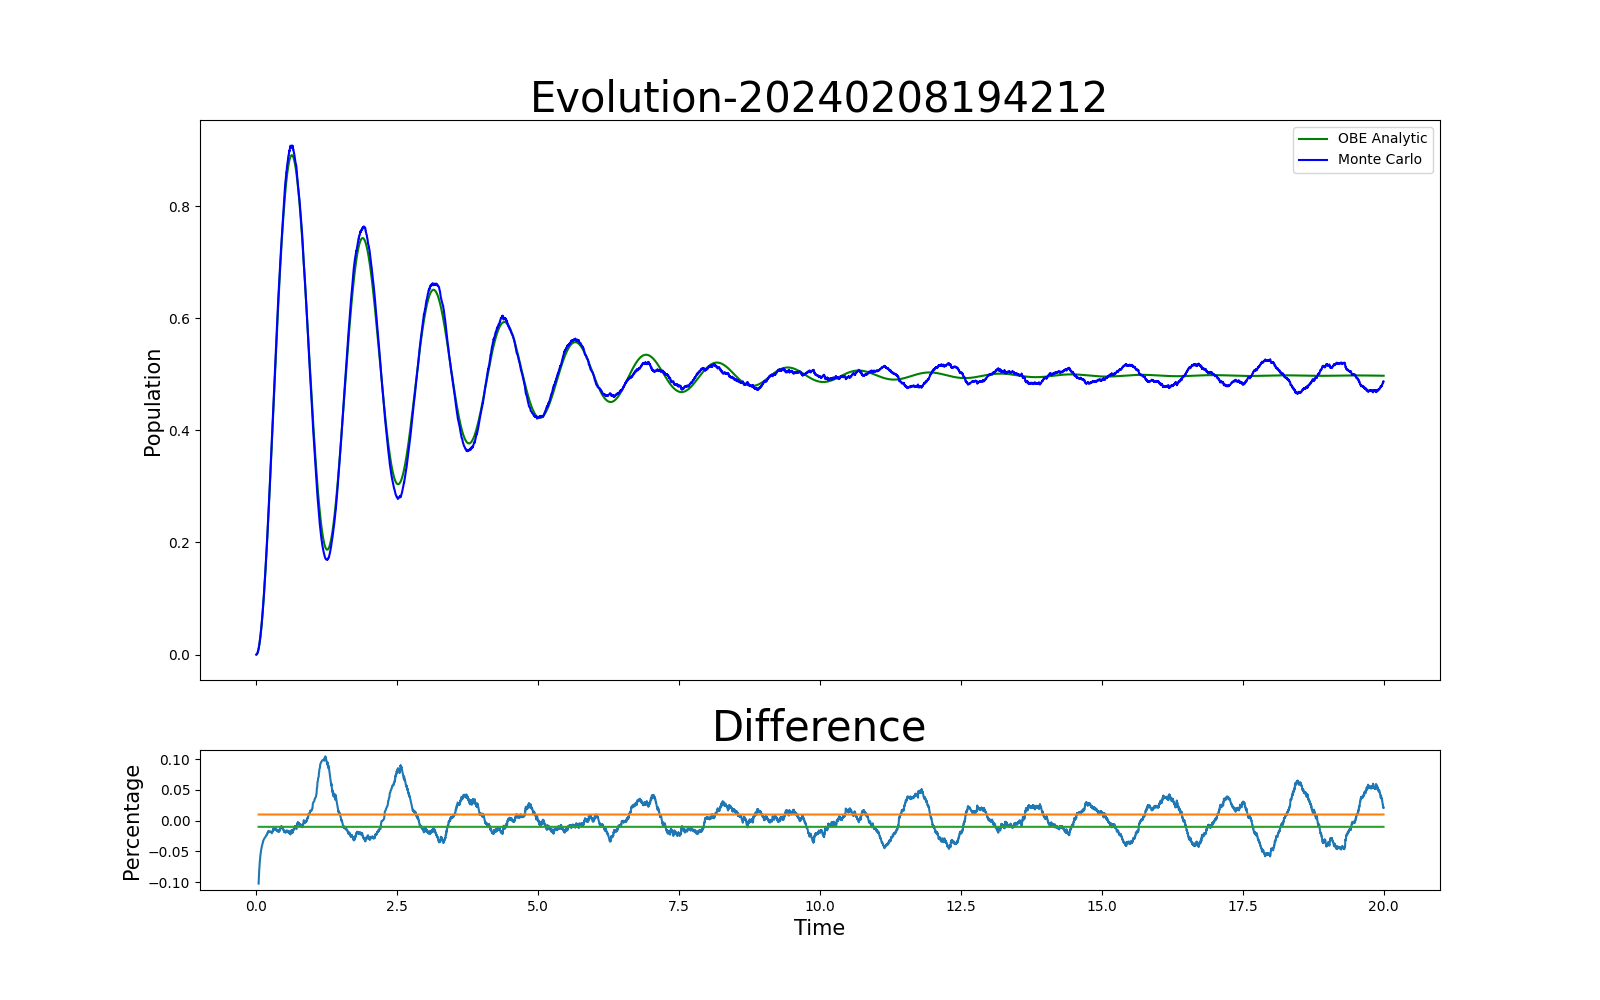 Evolution-20240208194212
OBE Analytic
Monte Carlo
Population
0.8
0.6
0.4
0.2
0.0
Difference
Percentage
0.10
0.05
0.00
−0.05
−0.10
0.0 2.5 5.0 7.5 10.0 12.5 15.0 17.5 20.0
Time